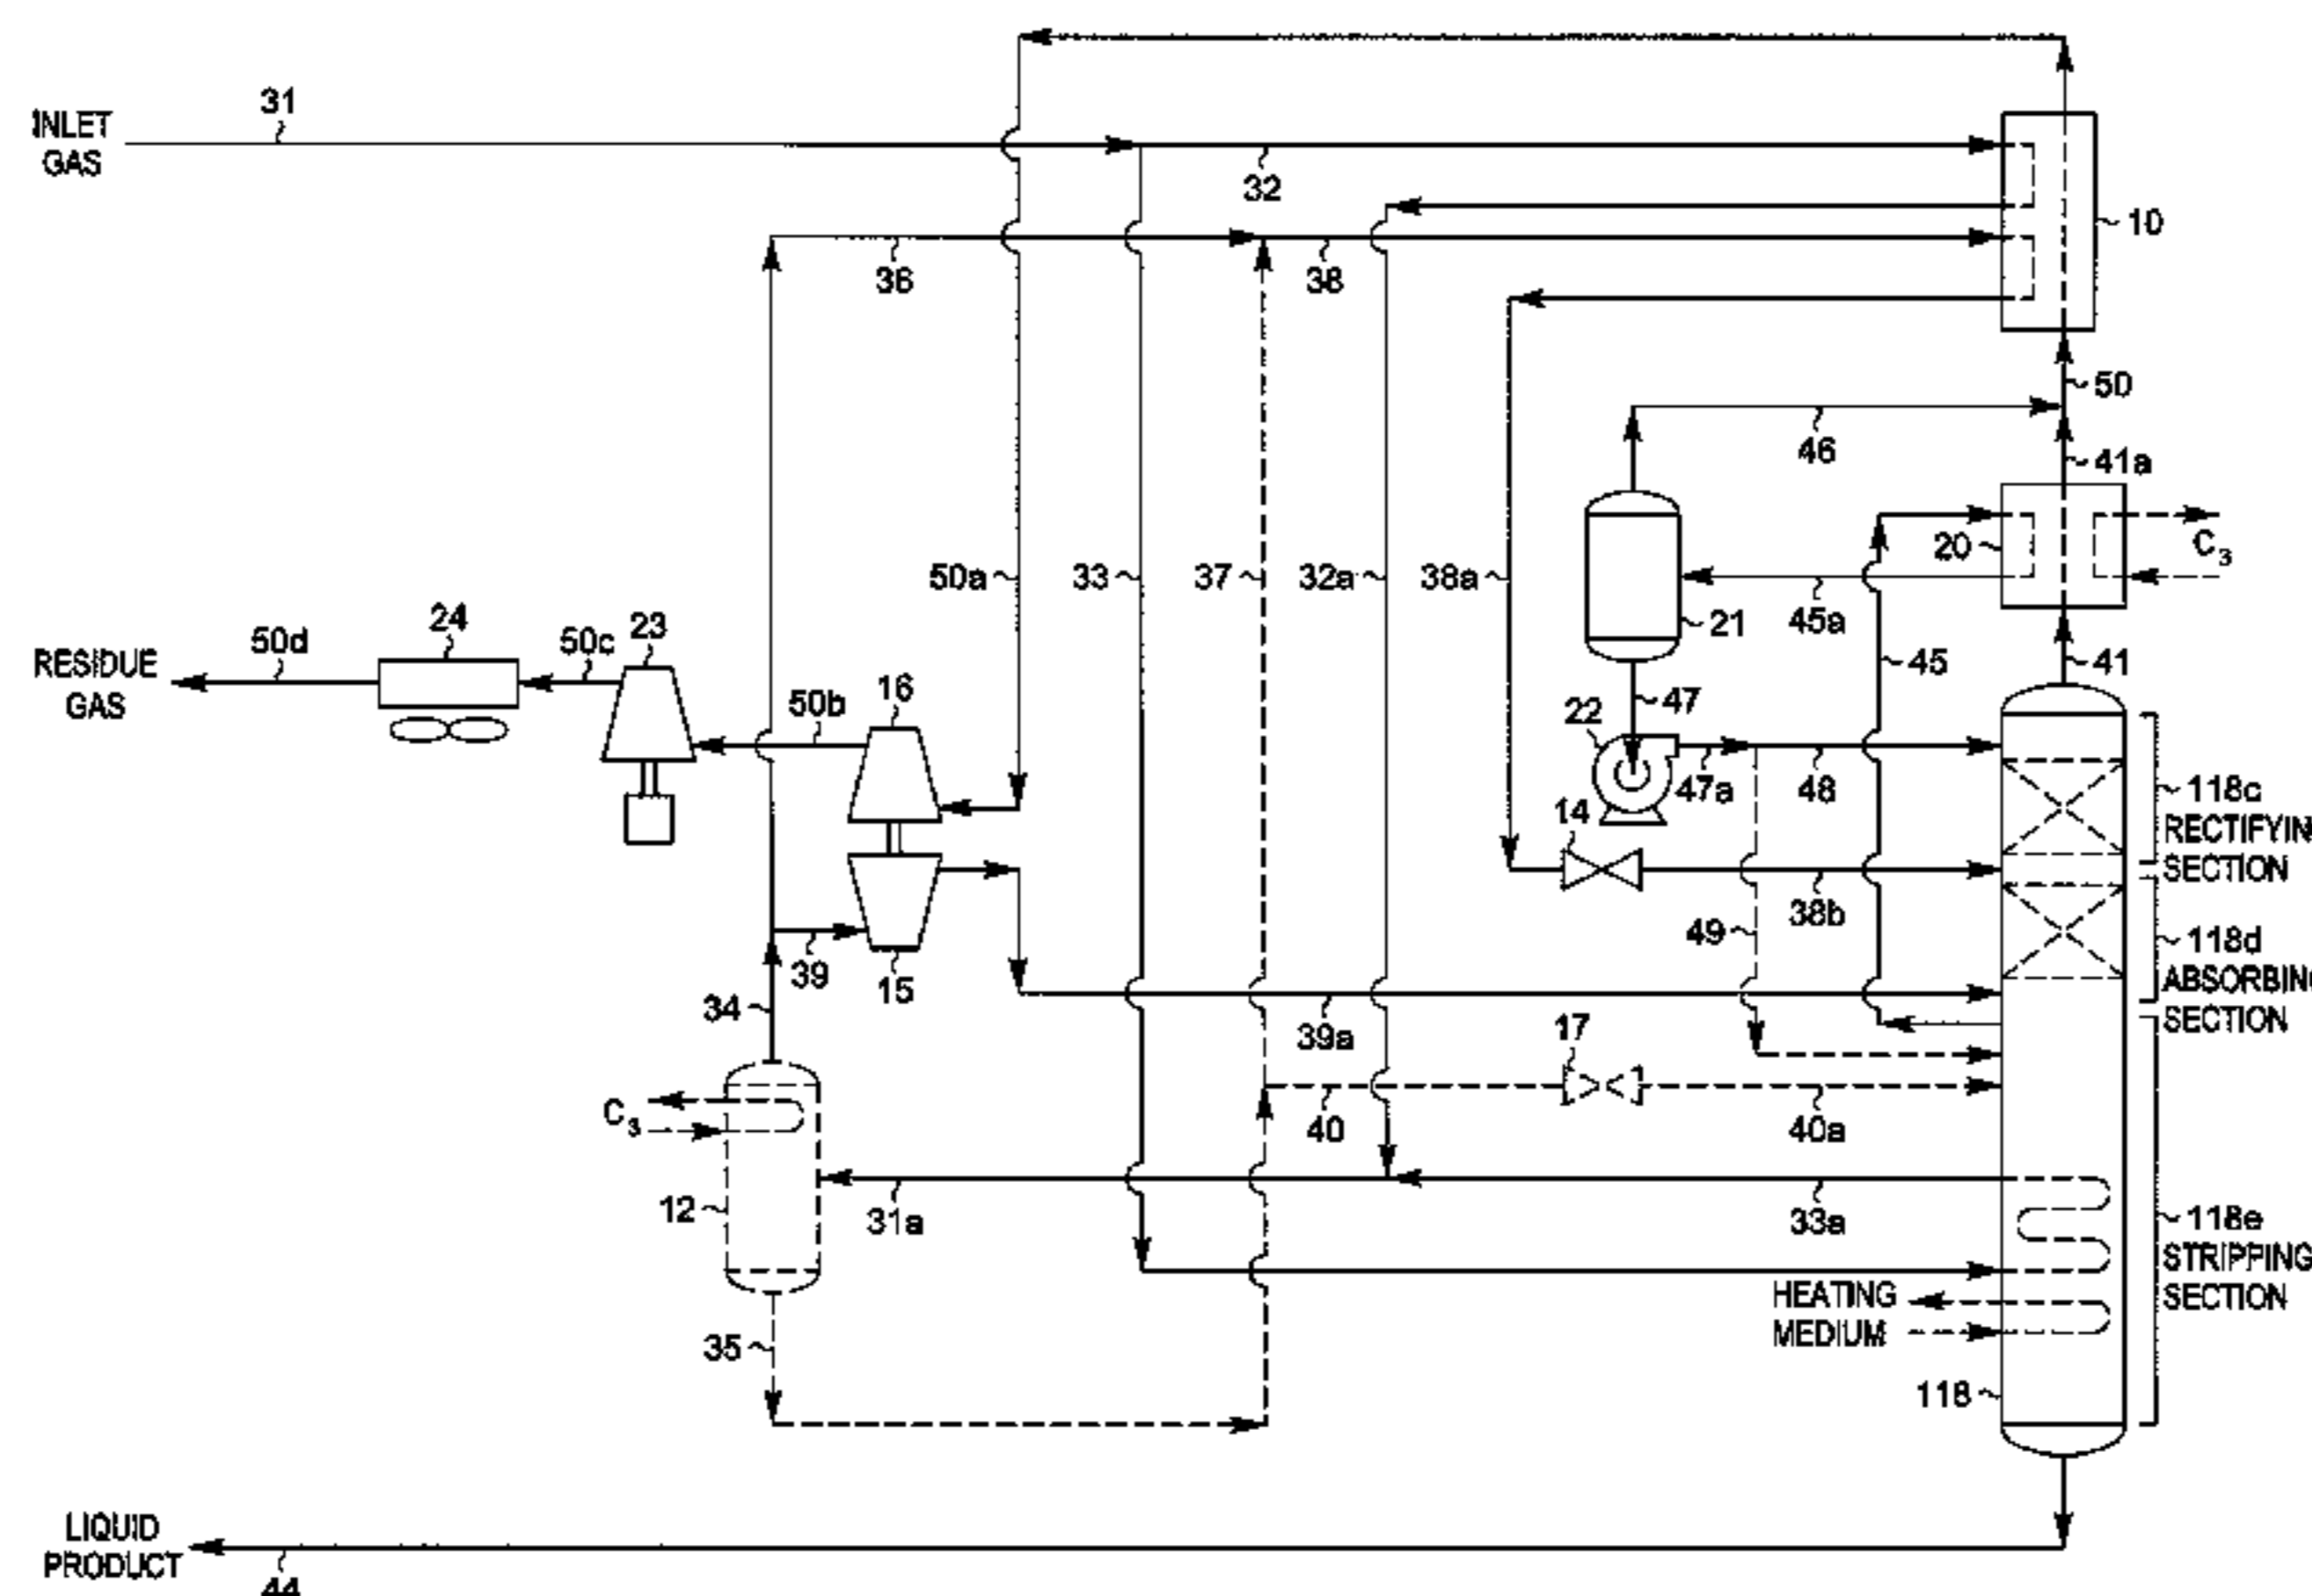 31
INLET
GAS
32
10
36
38
50
46
41a
20
C3
50a
33
37
32a
38a
45a
21
45
41
RESIDUE
GAS
50d
24
50c
23
50b
16
47
22
47a
48
118c
RECTIFYIN
SECTION
14
38b
49
118d
ABSORBING
SECTION
39
15
34
39a
17
C3
40
40a
12
31a
33a
118e
STRIPPING
SECTION
HEATING
MEDIUM
35
118
LIQUID
PRODUCT
44